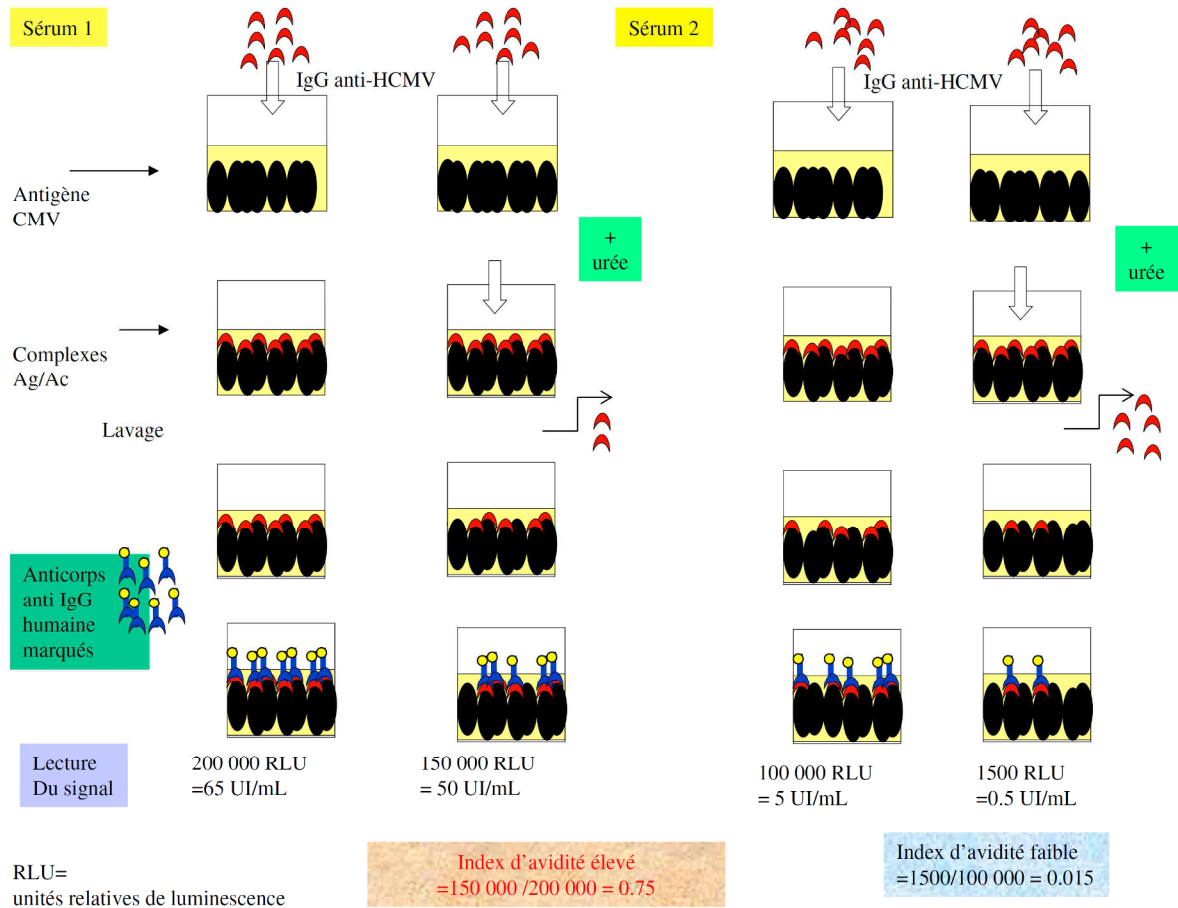 Sérum 1
Sérum 2
IgG anti-HCMV
IgG anti-HCMV
Antigène
CMV
+
urée
+
urée
Complexes
Ag/Ac
Lavage
Anticorps
anti IgG
humaine
marqués
Lecture
Du signal
200 000 RLU
=65 UI/mL
150 000 RLU
= 50 UI/mL
100 000 RLU
= 5 UI/mL
1500 RLU
=0.5 UI/mL
RLU=
unités relatives de luminescence
Index d'avidité élevé
=150 000 /200 000 = 0.75
Index d'avidité faible
=1500/100 000 = 0.015